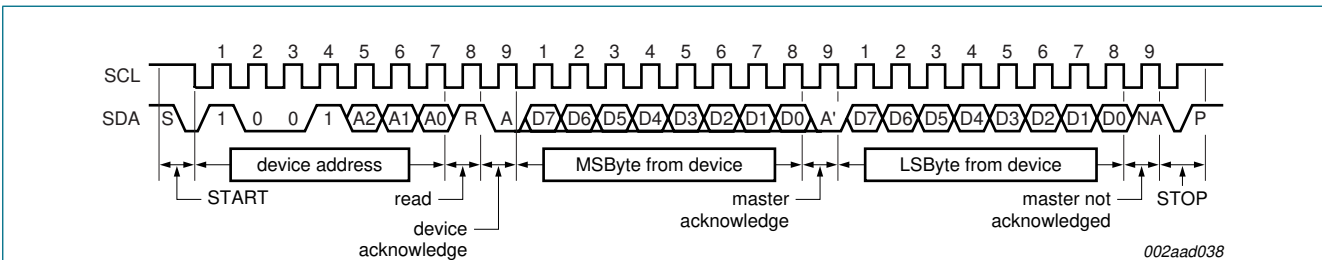 1 2 3 4 5 6 7 8 9 1 2 3 4 5 6 7 8 9 1 2 3 4 5 6 7 8 9
SCL
SDA S 1 0 0 1 A2 A1 A0 R A D7 D6 D5 D4 D3 D2 D1 D0 A' D7 D6 D5 D4 D3 D2 D1 D0 NA P
device address MSByte from device LSByte from device
START read master master not STOP
acknowledge acknowledged
device
acknowledge
002aad038